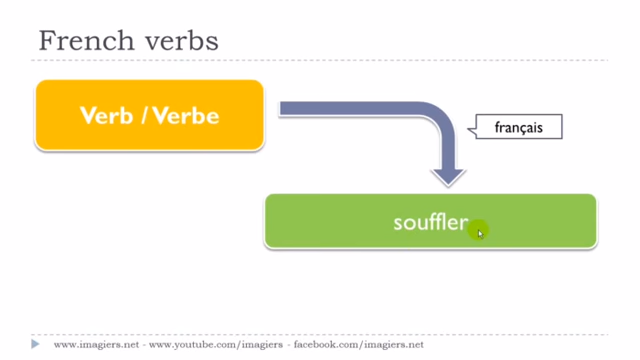 French verbs
Verb / Verbe
français
souffler
www.imagiers.net - www.youtube.com/imagiers - facebook.com/imagiers.net